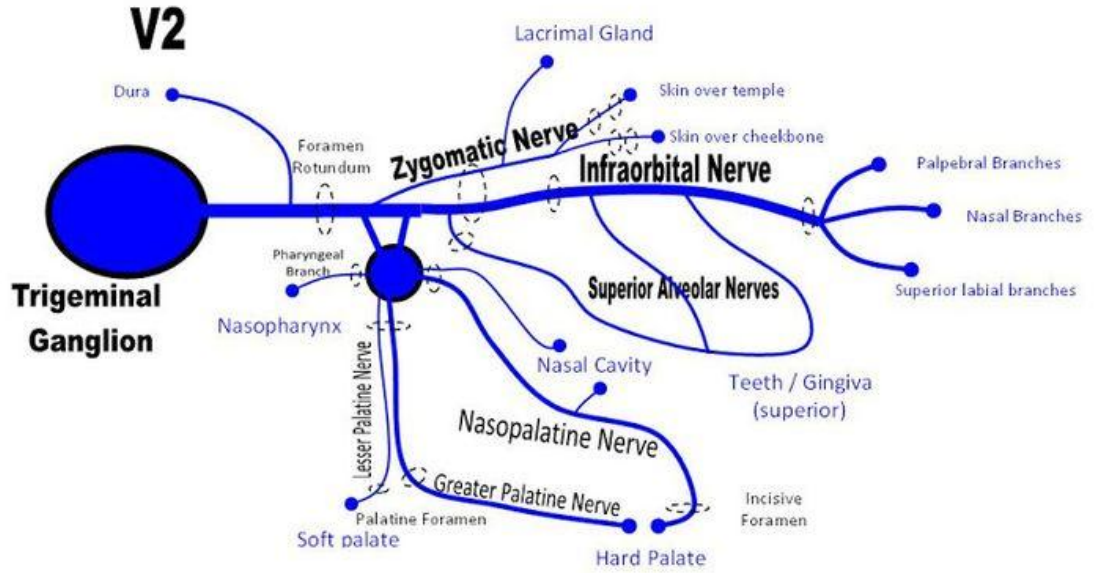 V2
Lacrimal Gland
Dura
Skin over temple
Foramen
Rotundum
Zygomatic Nerve
Skin over cheekbone
Infraorbital Nerve
Palpebral Branches
Nasal Branches
Pharyngeal
Branch
Trigeminal
Ganglion
Superior Alveolar Nerves
Superior labial branches
Nasopharynx
Nasal Cavity
Teeth / Gingiva
(superior)
Lesser Palatine Nerve
Nasopalatine Nerve
Greater Palatine Nerve
Incisive
Foramen
Palatine Foramen
Soft palate
Hard Palate